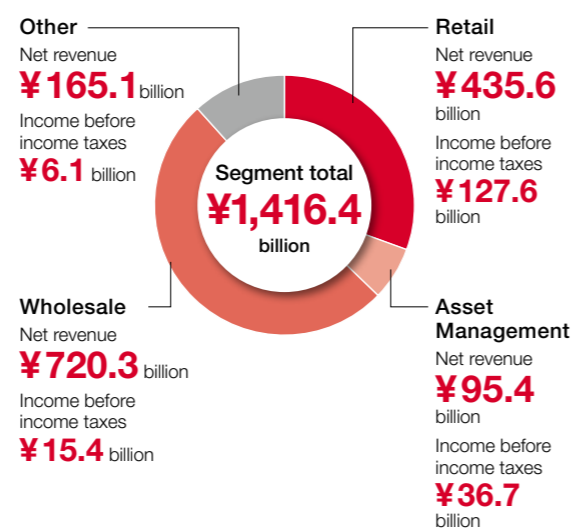 Other
Net revenue
¥165.1 billion
Income before
income taxes
¥6.1 billion
Retail
Net revenue
¥435.6
billion
Income before
income taxes
¥127.6
billion
Segment total
¥1,416.4
billion
Wholesale
Net revenue
¥720.3 billion
Income before
income taxes
¥15.4 billion
Asset
Management
Net revenue
¥95.4
billion
Income before
income taxes
¥36.7
billion